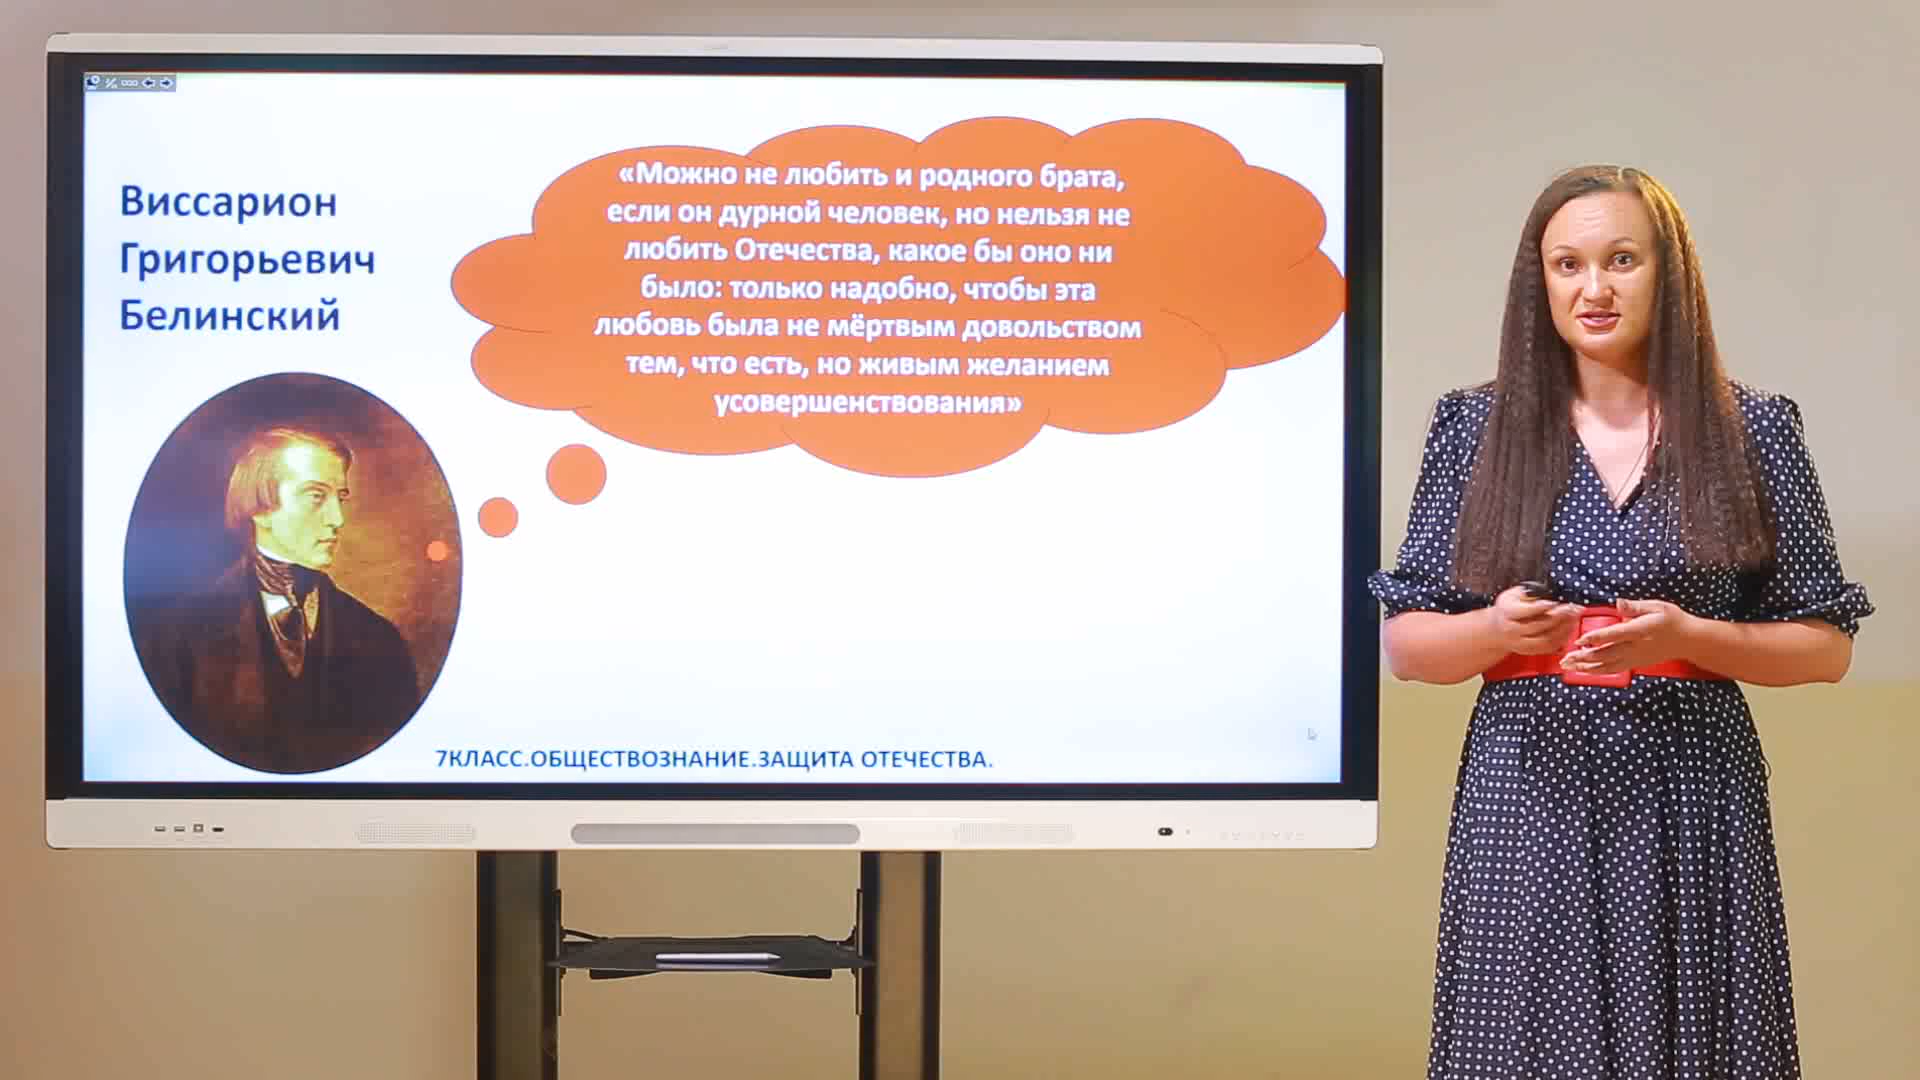 Виссарион
Григорьевич
Белинский
«Можно не любить и родного брата,
если он дурной человек, но нельзя не
любить Отечества, какое бы оно ни
было: только надобно, чтобы эта
любовь была не мёртвым довольством
тем, что есть, но живым желанием
усовершенствования»
7КЛАСС.ОБЩЕСТВОЗНАНИЕ.ЗАЩИТА ОТЕЧЕСТВА.